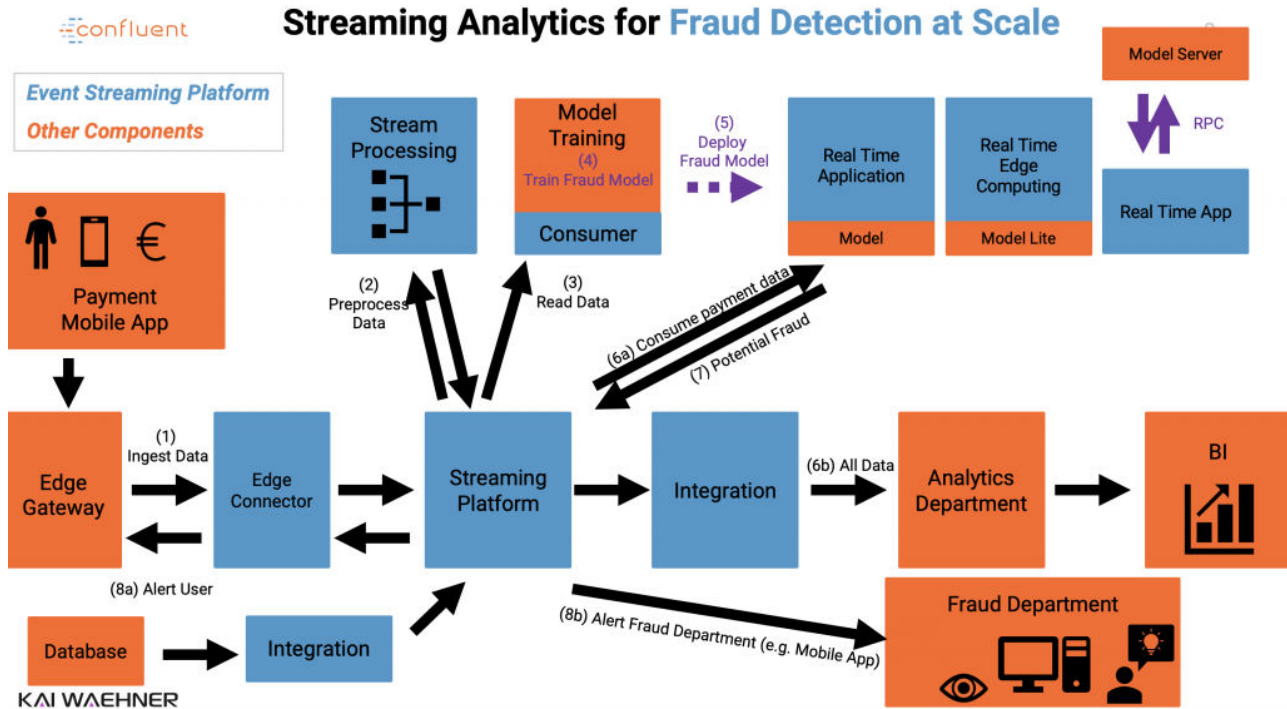 confluent
Streaming Analytics for Fraud Detection at Scale
Event Streaming Platform
Other Components
Model Server
RPC
Stream
Processing
Model
Training
(4)
Train Fraud Model
Consumer
(5)
Deploy
Fraud Model
Real Time
Application
Model
Real Time
Edge
Computing
Model Lite
Real Time App
€
Payment
Mobile App
(2)
Preprocess
Data
(3)
Read Data
(6a) Consume payment data
(7) Potential Fraud
Edge
Gateway
(1)
Ingest Data
Edge
Connector
Streaming
Platform
Integration
(6b) All Data
Analytics
Department
BI
(8a) Alert User
(8b) Alert Fraud Department (e.g. Mobile App)
Fraud Department
Database
Integration
KAI WAEHNER